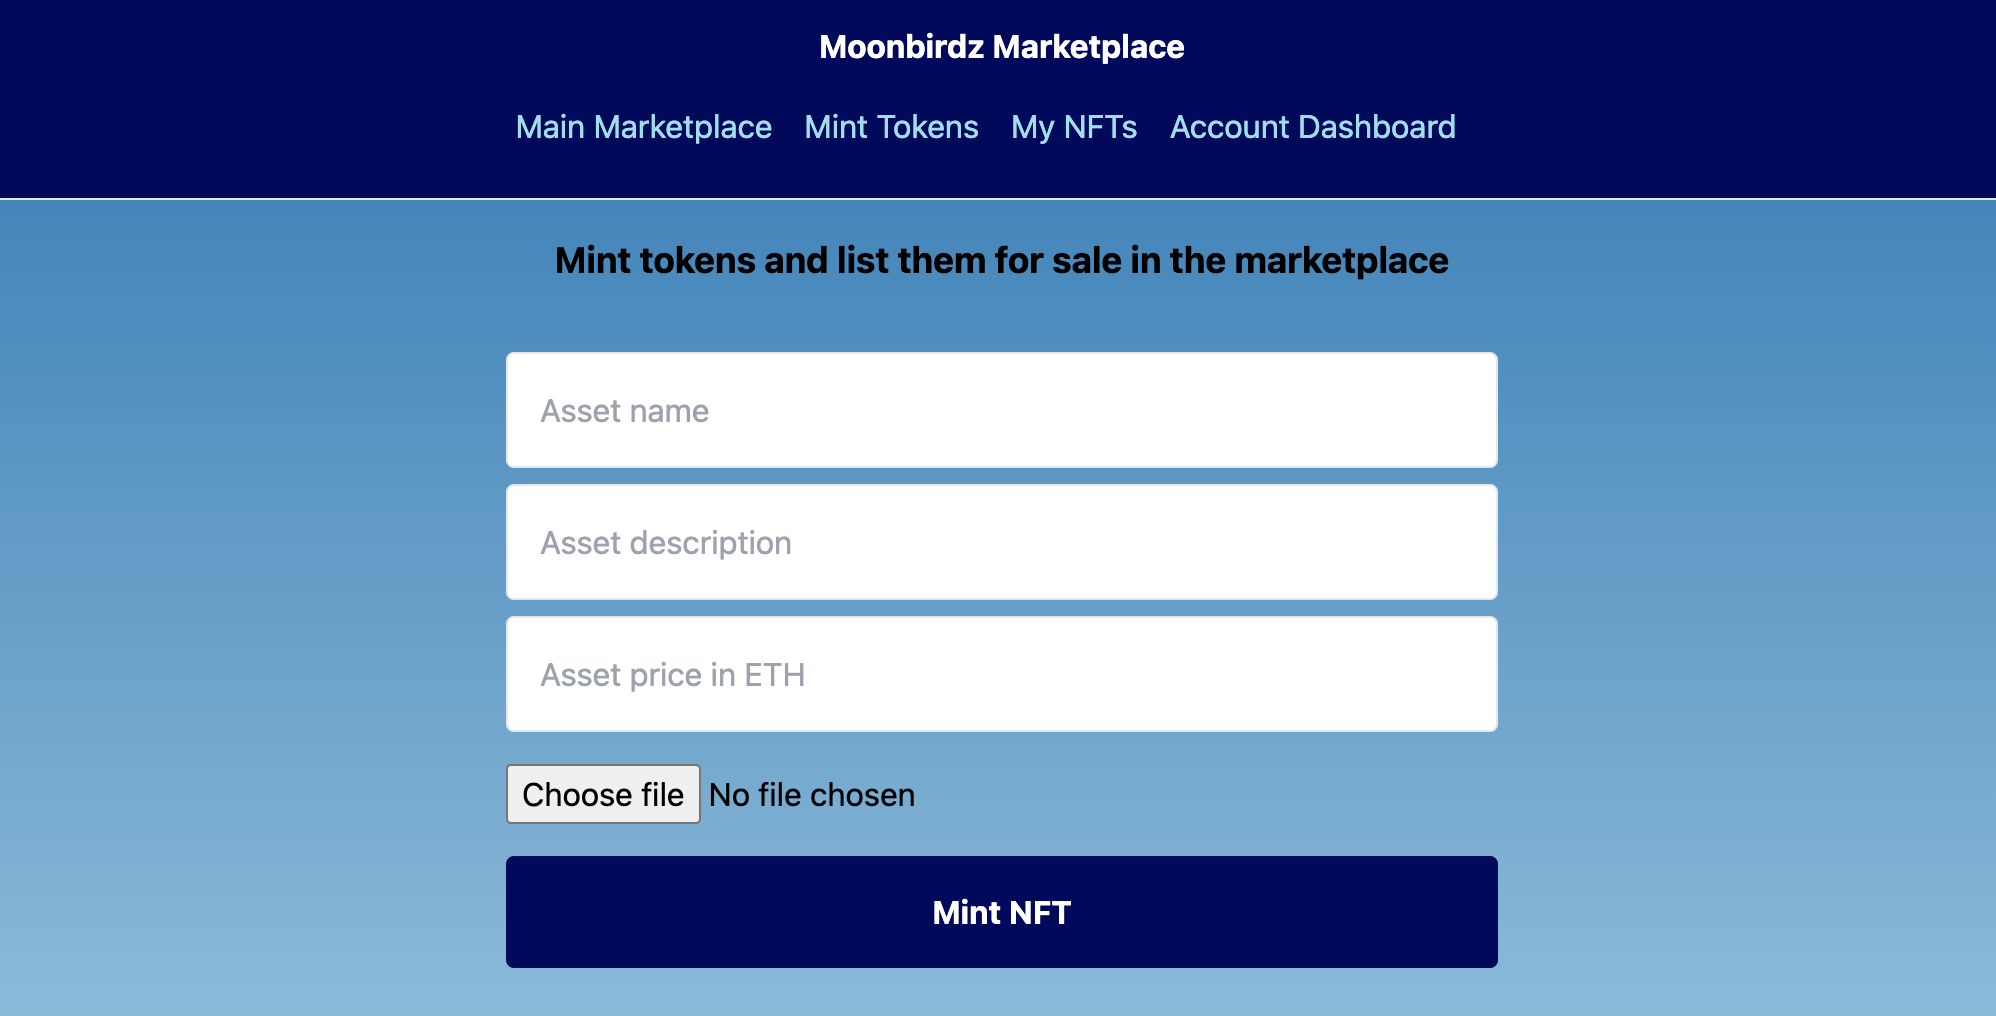 Moonbirdz Marketplace
Main Marketplace Mint Tokens My NFTs Account Dashboard
Mint tokens and list them for sale in the marketplace
Asset name
Asset description
Asset price in ETH
Choose file No file chosen
Mint NFT